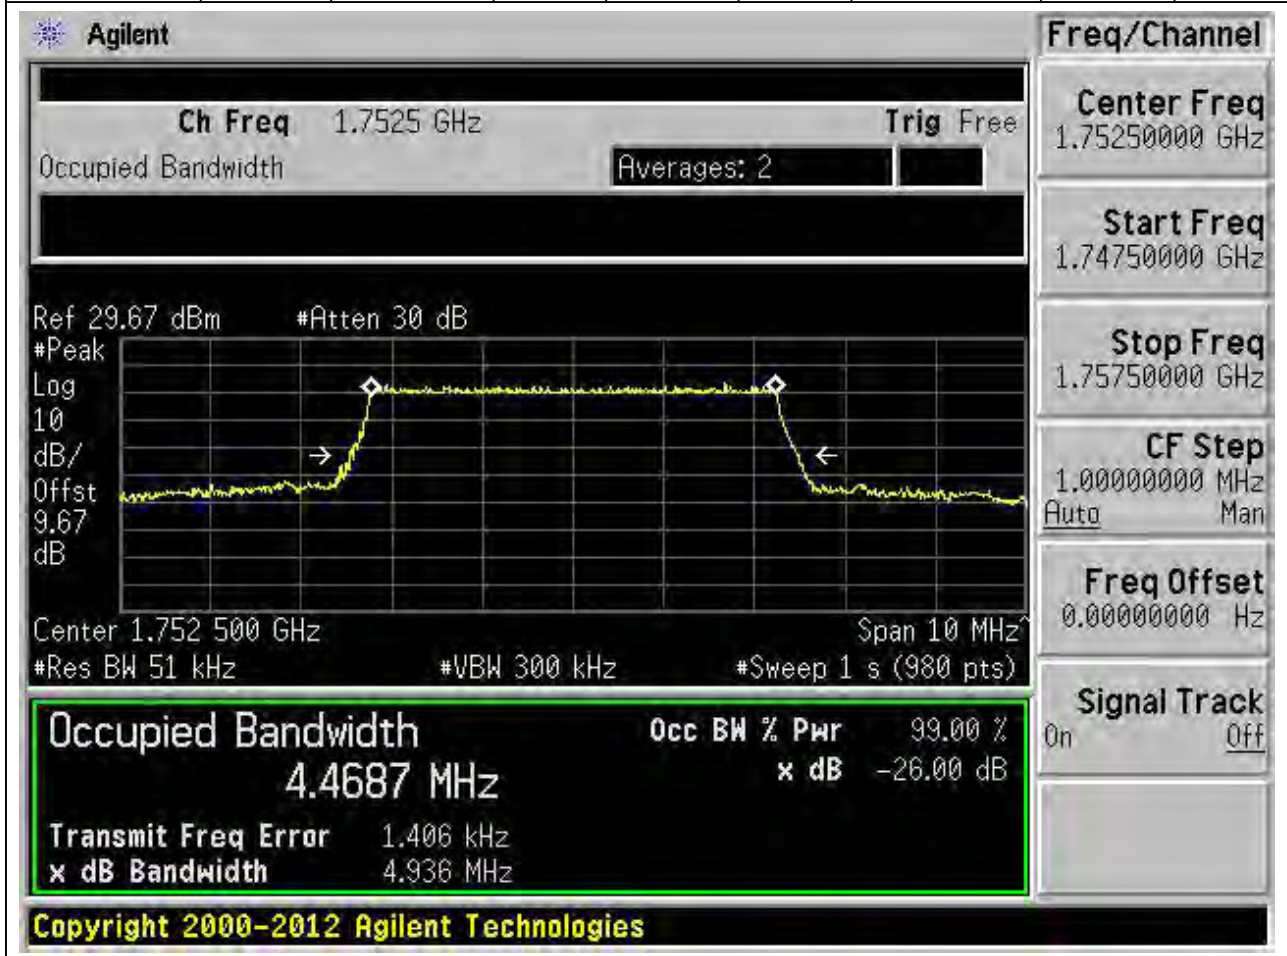 Agilent
Freq/Channel
Ch Freq 1.7525 GHz Trig Free
Occupied Bandwidth Averages: 2
Center Freq
1.75250000 GHz
Start Freq
1.74750000 GHz
Stop Freq
1.75750000 GHz
CF Step
1.00000000 MHz
Auto Man
Freq Offset
0.00000000 Hz
Signal Track
On Off
Ref 29.67 dBm #Atten 30 dB
#Peak
Log
10
dB/
Offst
9.67
dB
Center 1.752 500 GHz Span 10 MHz^
#Res BW 51 kHz #VBW 300 kHz #Sweep 1 s (980 pts)
Occupied Bandwidth Occ BW % Pwr 99.00 %
4.4687 MHz x dB -26.00 dB
Transmit Freq Error 1.406 kHz
x dB Bandwidth 4.936 MHz
Copyright 2000-2012 Agilent Technologies